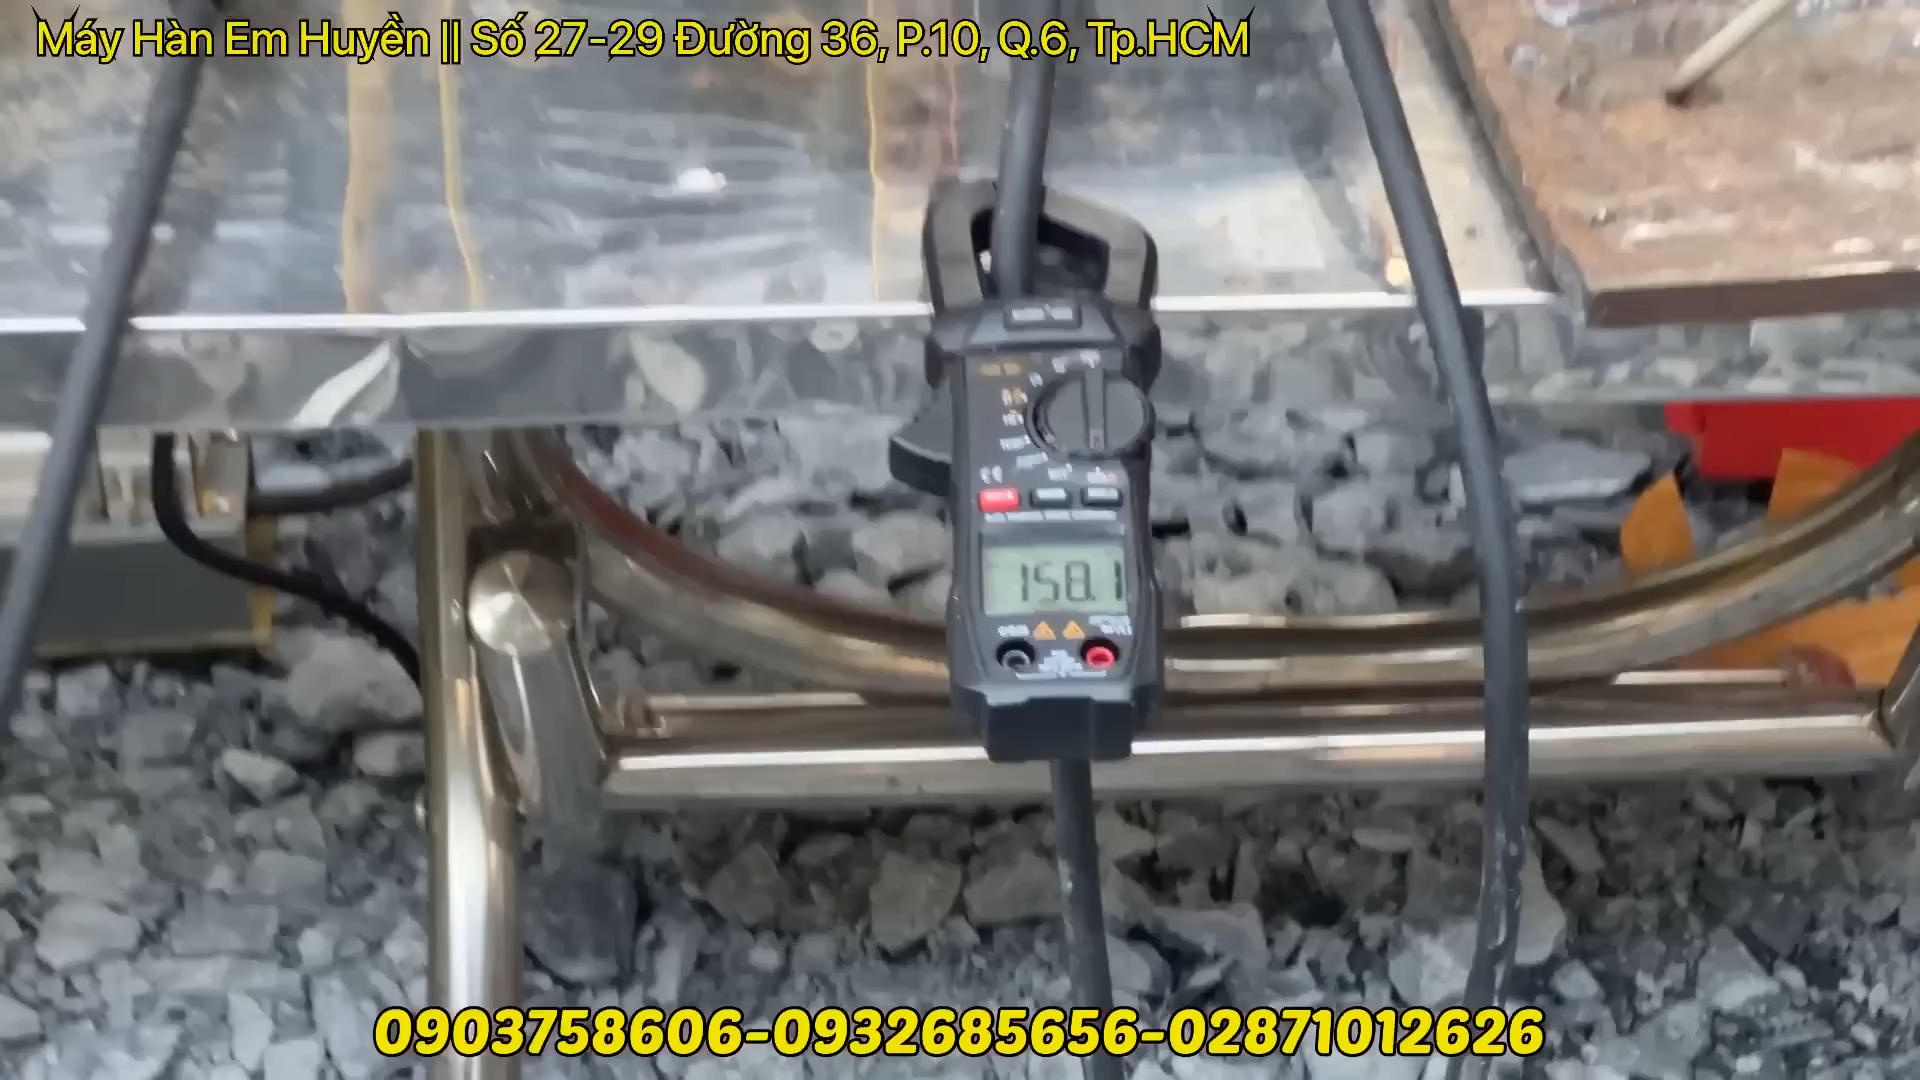 Máy Hàn Em Huyền || Số 27-29 Đường 36, P.10, Q.6, Tp.HCM
158.1
0903758606-0932685656-02871012626